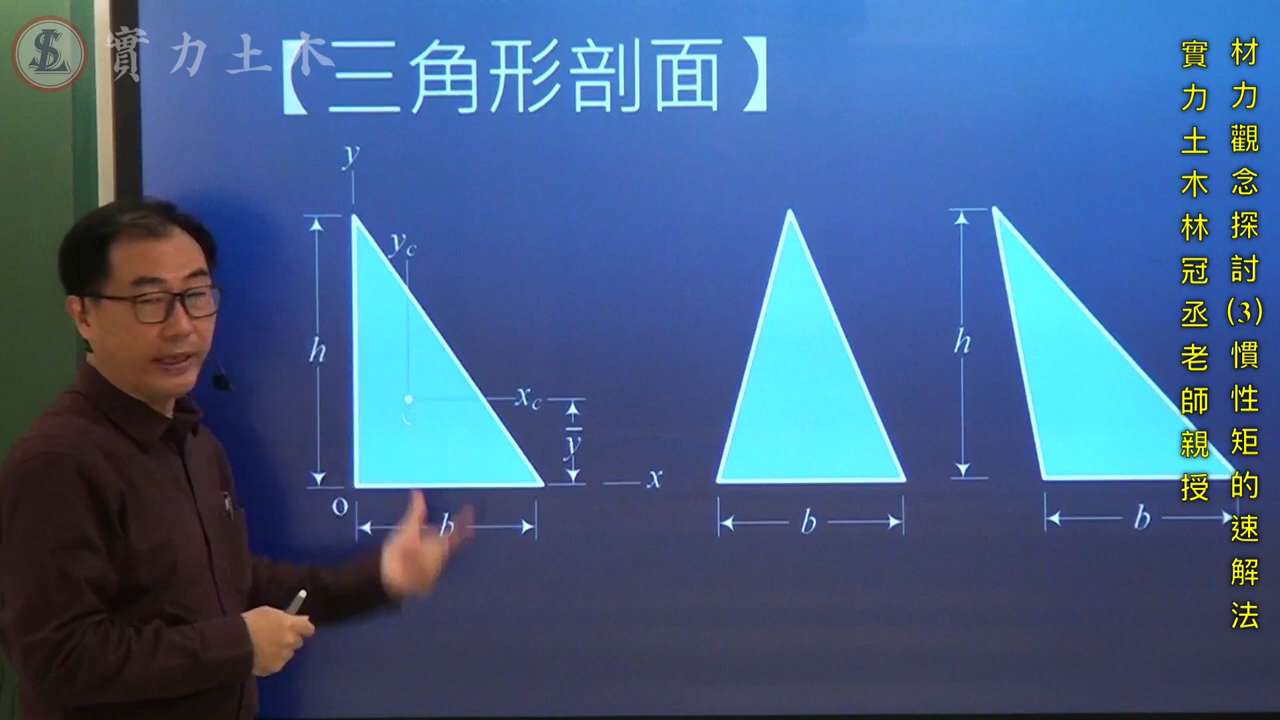 實力土木
【三角形剖面】
y
y_c
h
x_c
c
y̅
x
o
b
b
h
b
材力觀念探討(3)慣性矩的速解法
實力土木林冠丞老師親授